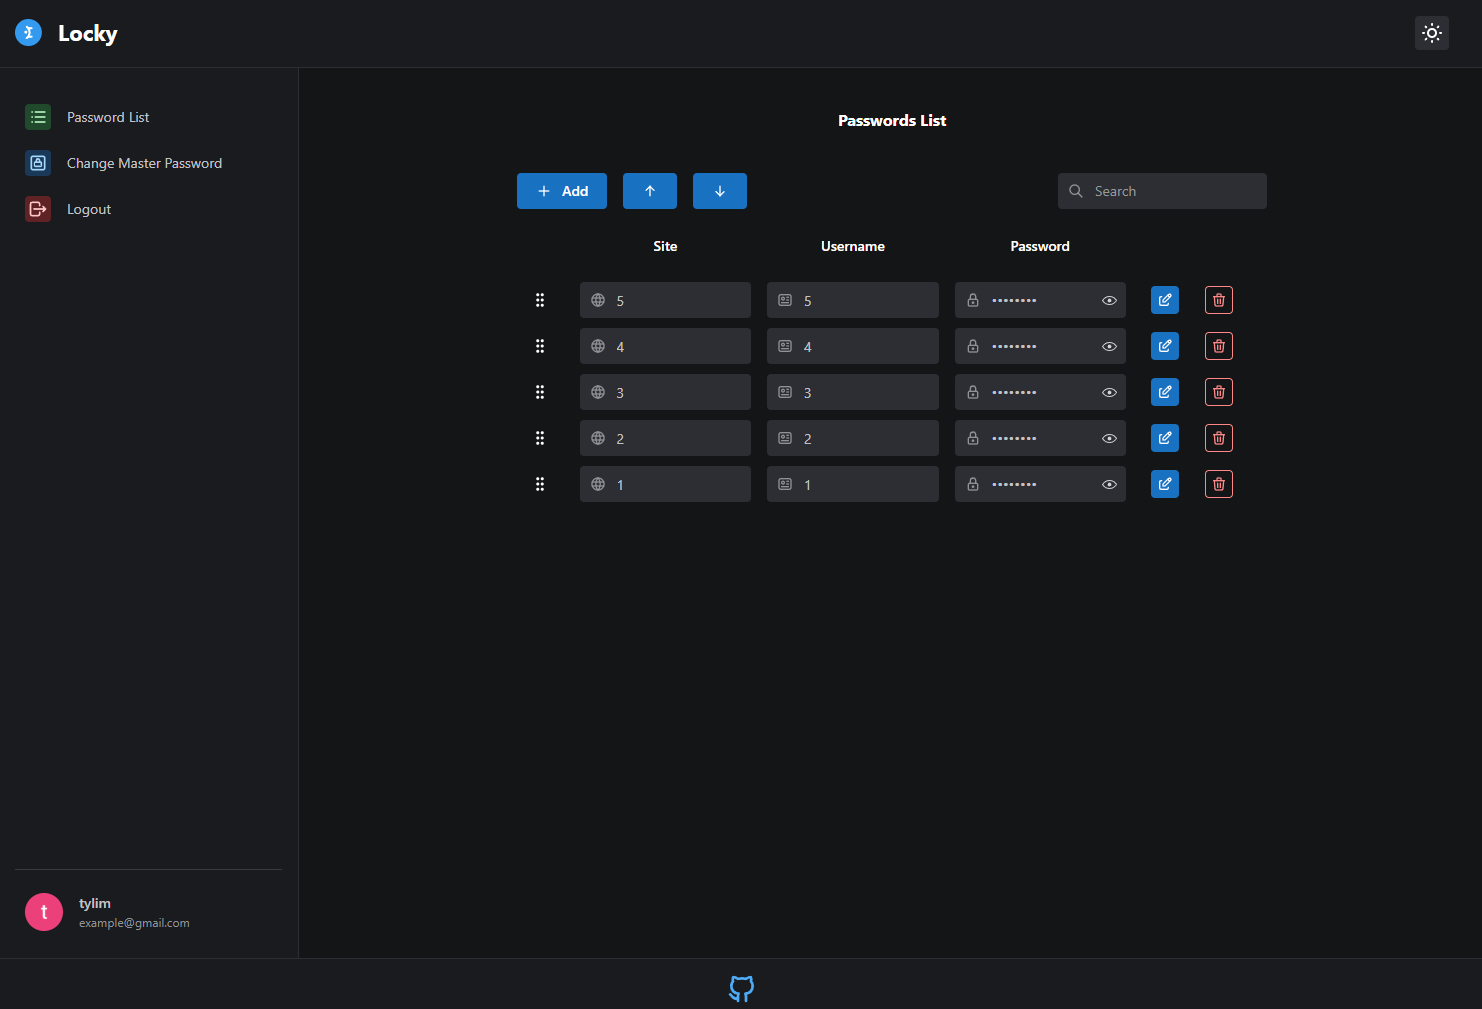 Locky
Password List
Change Master Password
Logout
Passwords List
Add
Search
Site Username Password
5 5 ••••••••
4 4 ••••••••
3 3 ••••••••
2 2 ••••••••
1 1 ••••••••
t
tylim
example@gmail.com